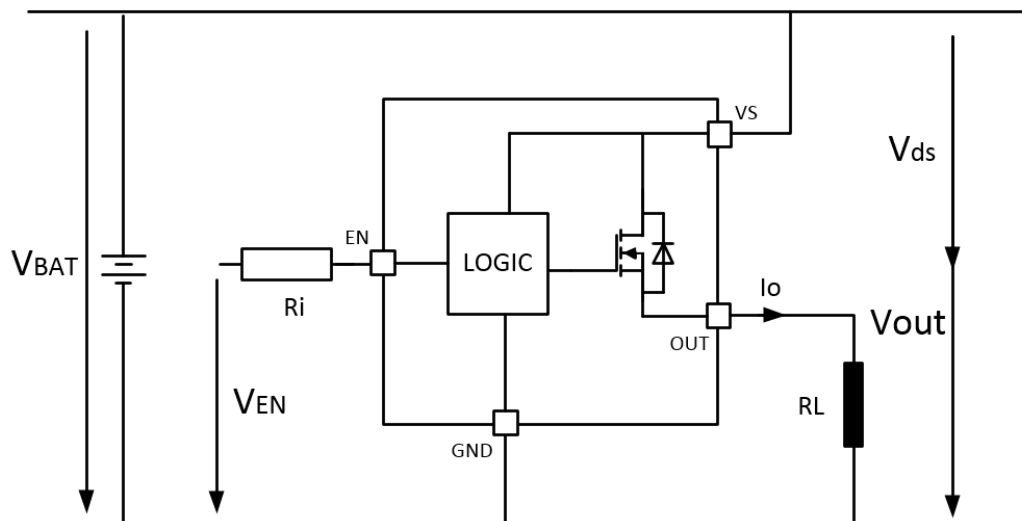 VS
Vds
EN
VBAT
LOGIC
Ri
Io
Vout
OUT
VEN
RL
GND